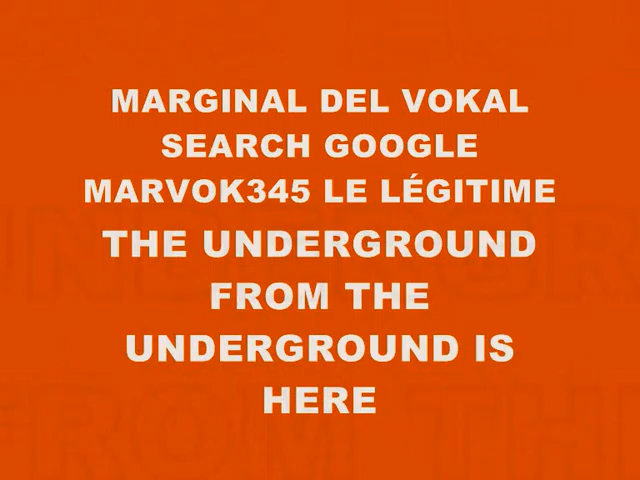 MARGINAL DEL VOKAL
SEARCH GOOGLE
MARVOK345 LE LÉGITIME
THE UNDERGROUND
FROM THE
UNDERGROUND IS
HERE